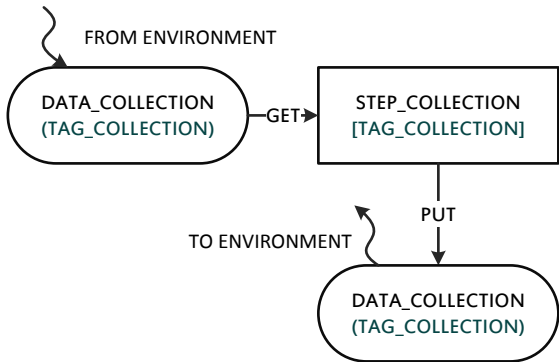 FROM ENVIRONMENT
DATA_COLLECTION
(TAG_COLLECTION)
GET
STEP_COLLECTION
[TAG_COLLECTION]
PUT
TO ENVIRONMENT
DATA_COLLECTION
(TAG_COLLECTION)